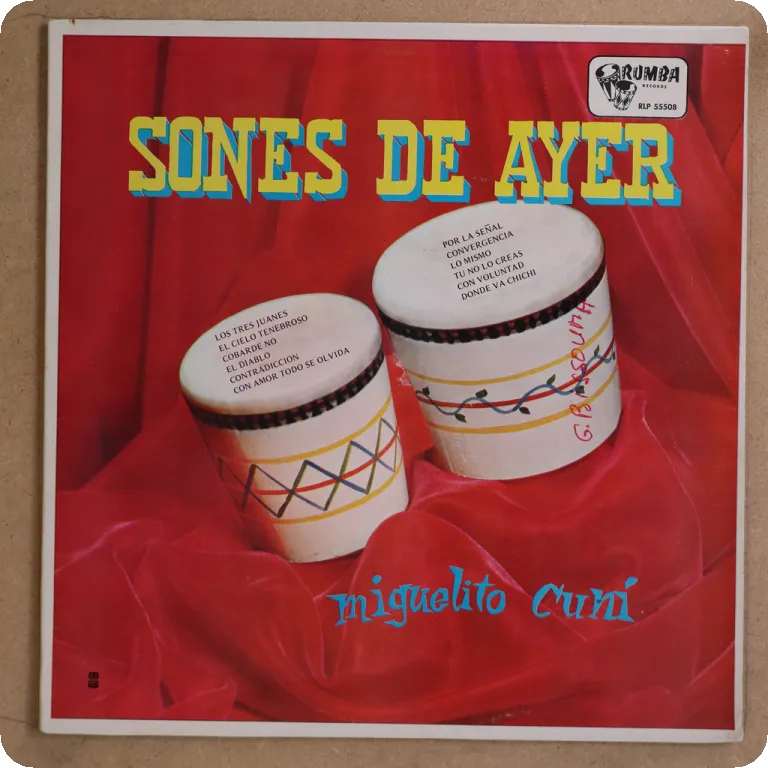 RUMBA
RECORDS
RLP 55508
SONES DE AYER
POR LA SEÑAL
CONVERGENCIA
LO MISMO
TU NO LO CREAS
CON VOLUNTAD
DONDE VA CHICHI
LOS TRES JUANES
EL CIELO TENEBROSO
COBARDE NO
EL DIABLO
CONTRADICCION
CON AMOR TODO SE OLVIDA
G.
miguelito cuní